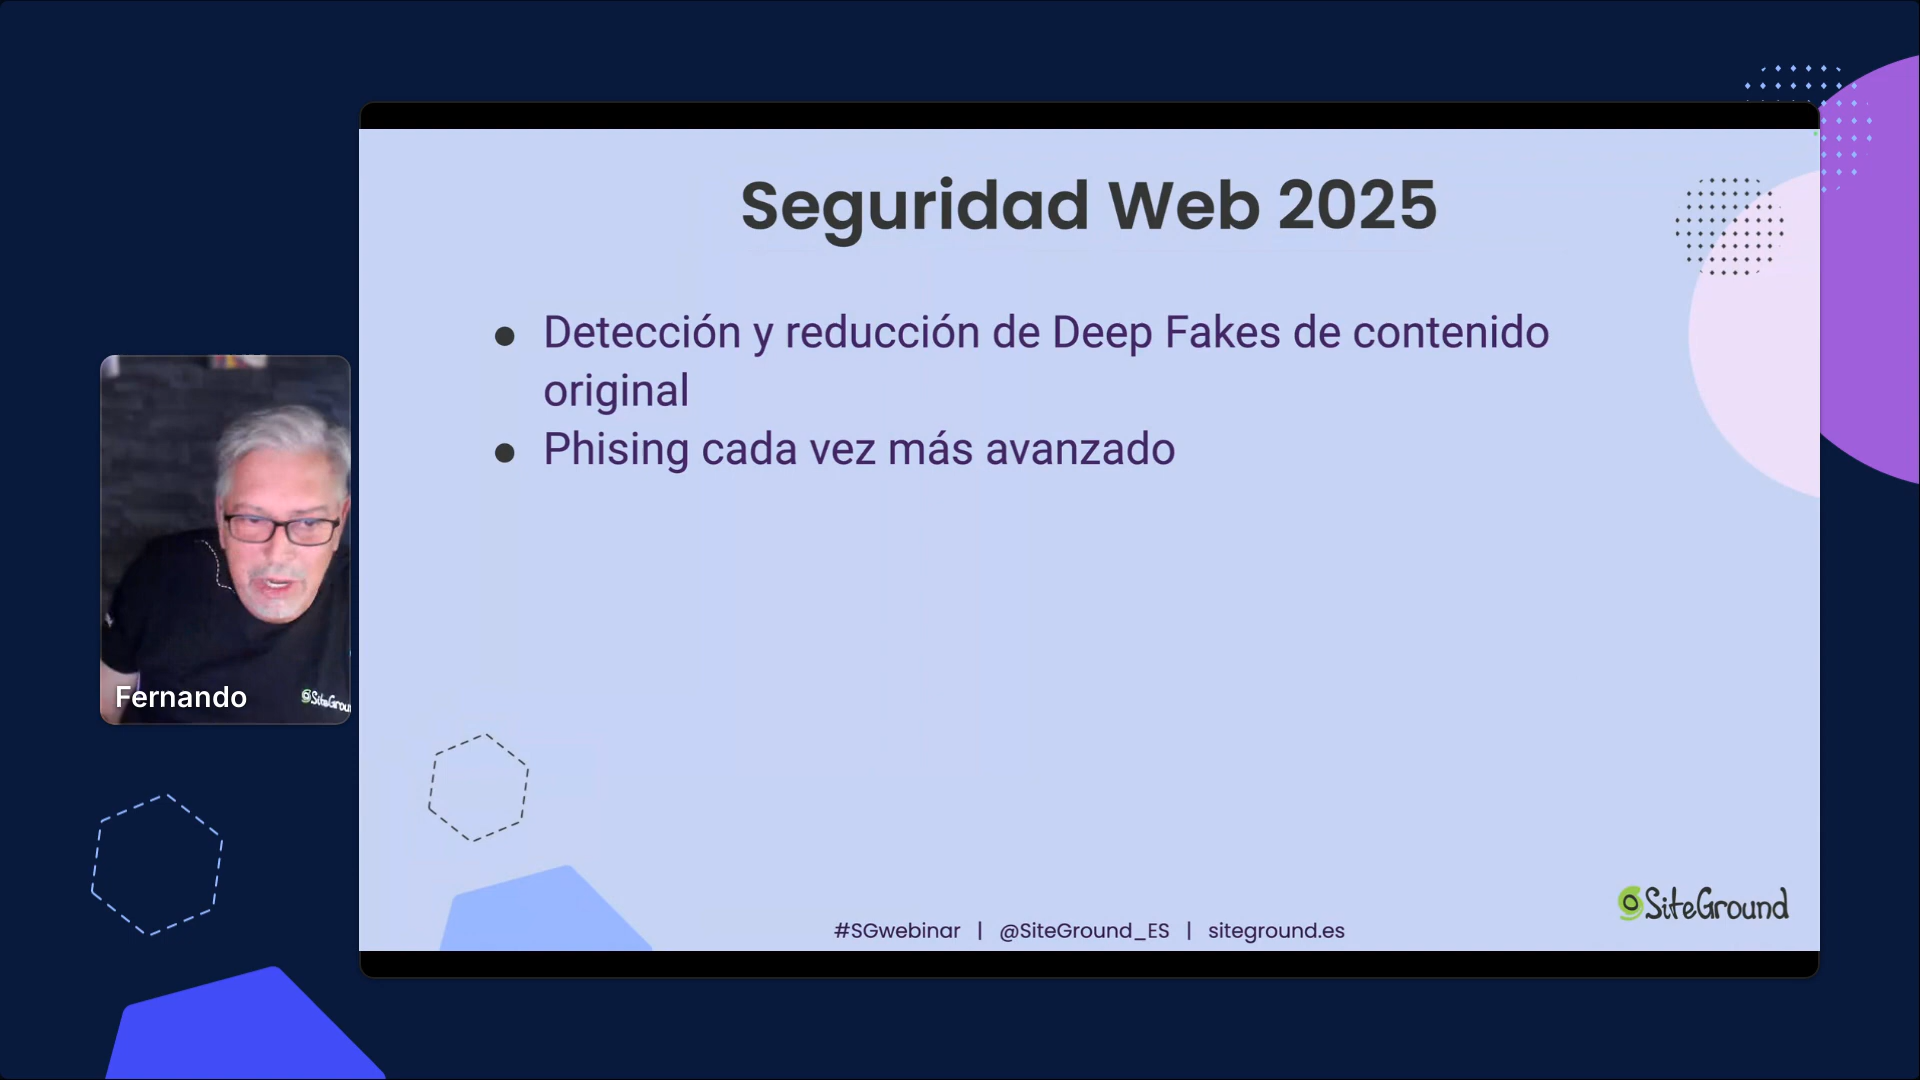 Seguridad Web 2025
● Detección y reducción de Deep Fakes de contenido
original
● Phising cada vez más avanzado
Fernando
SiteGroun
SiteGround
#SGwebinar | @SiteGround_ES | siteground.es